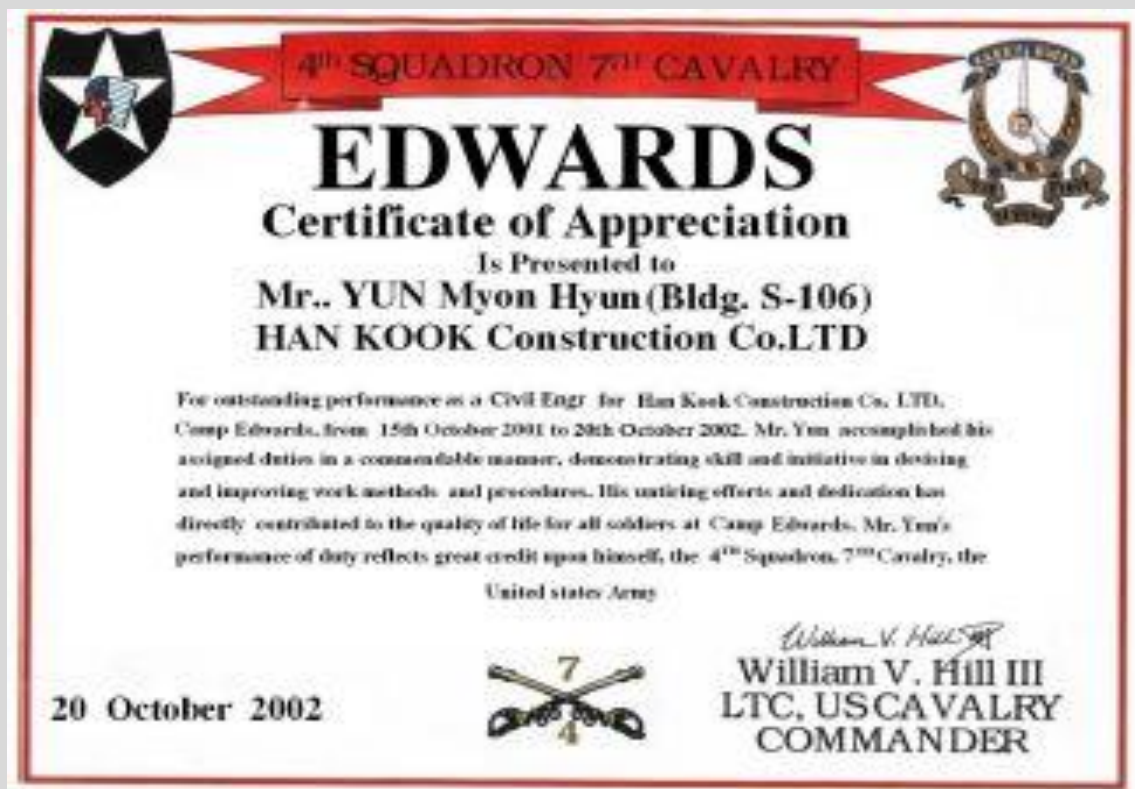 4th SQUADRON 7TH CAVALRY
EDWARDS
Certificate of Appreciation
Is Presented to
Mr.. YUN Myon Hyun (Bldg. S-106)
HAN KOOK Construction Co.LTD
For outstanding performance as a Civil Engr for Han Kook Construction Co. LTD,
Camp Edwards, from 15th October 2001 to 20th October 2002. Mr. Yun accomplished his
assigned duties in a commendable manner, demonstrating skill and initiative in devising
and improving work methods and procedures. His untiring efforts and dedication has
directly contributed to the quality of life for all soldiers at Camp Edwards. Mr. Yun's
performance of duty reflects great credit upon himself, the 4TH Squadron, 7TH Cavalry, the
United states Army
7
4
20 October 2002
William V. Hill III
William V. Hill III
LTC, US CAVALRY
COMMANDER